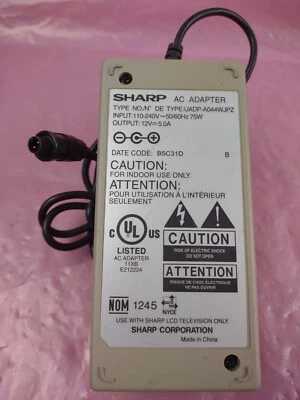 SHARP AC ADAPTER
TYPE NO./N° DE TYPE:UADP-A044WJPZ
INPUT:110-240V~50/60Hz 75W
OUTPUT:12V⎓5.0A
DATE CODE: B5C31D B
CAUTION:
FOR INDOOR USE ONLY.
ATTENTION:
POUR UTILISATION À L'INTÉRIEUR
SEULEMENT
C UL US
LISTED
AC ADAPTER
11X6
E212224
CAUTION
RISK OF ELECTRIC SHOCK
DO NOT OPEN
ATTENTION
RISQUE DE CHOC ÉLECTRIQUE
NE PAS OUVRIR
NOM 1245 NYCE
USE WITH SHARP LCD TELEVISION ONLY.
SHARP CORPORATION
Made in China